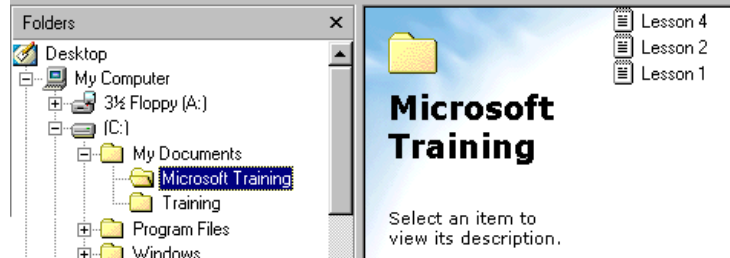 Folders
Desktop
My Computer
3½ Floppy (A:)
(C:)
My Documents
Microsoft Training
Training
Program Files
Windows
Microsoft
Training
Select an item to
view its description.
Lesson 4
Lesson 2
Lesson 1